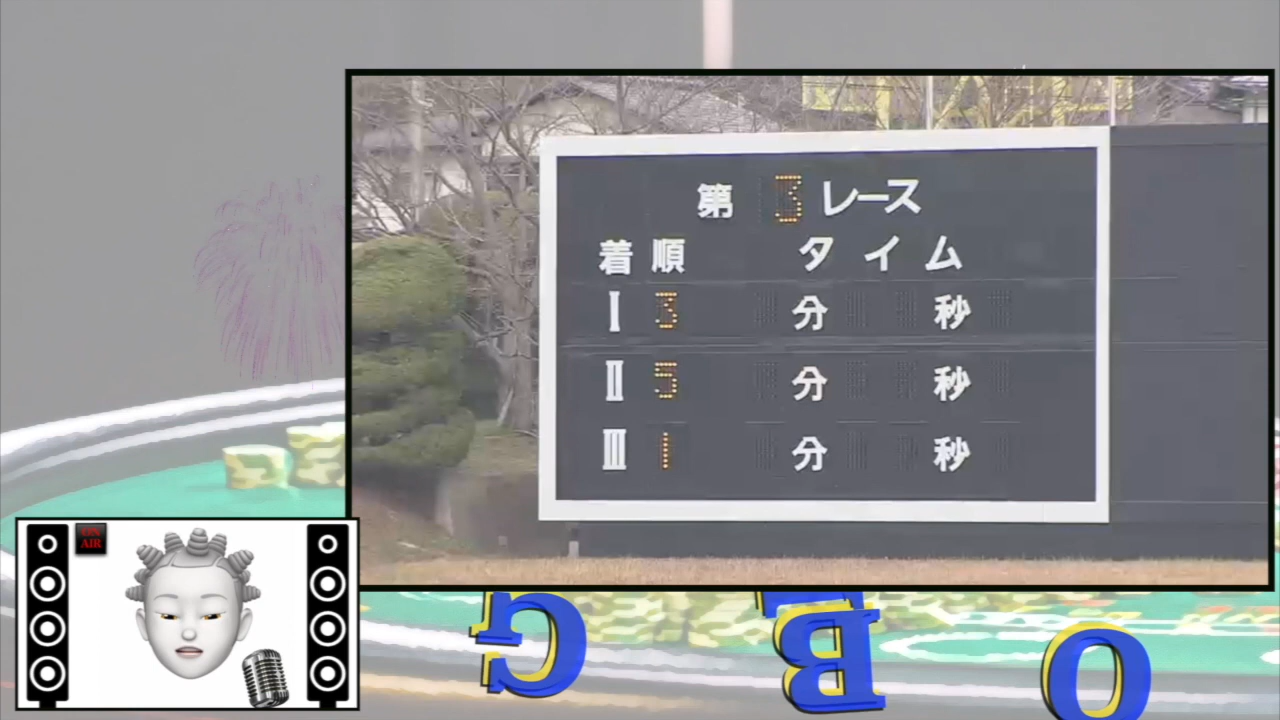 第 3 レース
着 順 タ イ ム
Ⅰ 3 分 秒
Ⅱ 5 分 秒
Ⅲ 1 分 秒
ON
AIR
G B O